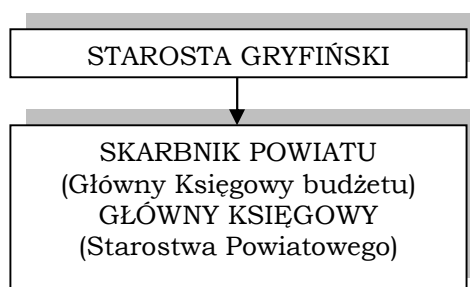 STAROSTA GRYFIŃSKI
SKARBNIK POWIATU
(Główny Księgowy budżetu)
GŁÓWNY KSIĘGOWY
(Starostwa Powiatowego)